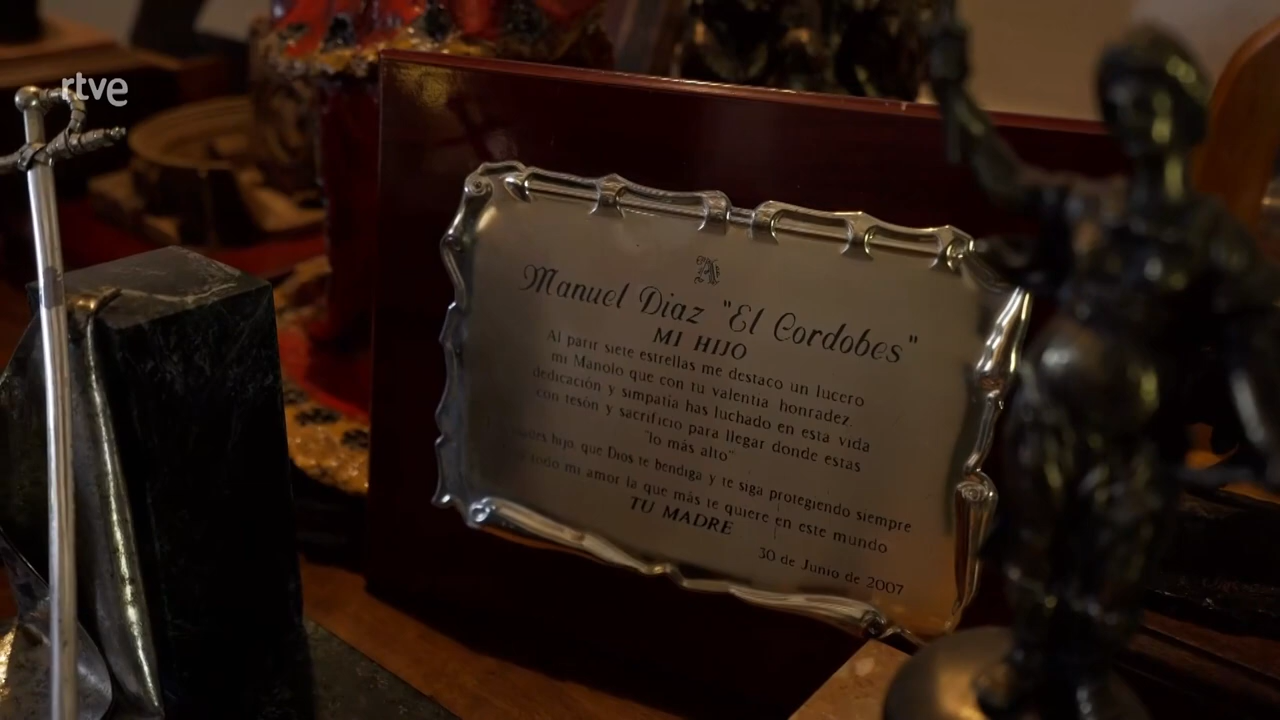 rtve
A
Manuel Diaz "El Cordobes"
MI HIJO
Al parir siete estrellas me destaco un lucero
mi Manolo que con tu valentia honradez,
dedicación y simpatia has luchado en esta vida
con tesón y sacrificio para llegar donde estas
"lo más alto"
hijo, que Dios te bendiga y te siga protegiendo siempre
todo mi amor la que más te quiere en este mundo
TU MADRE
30 de Junio de 2007